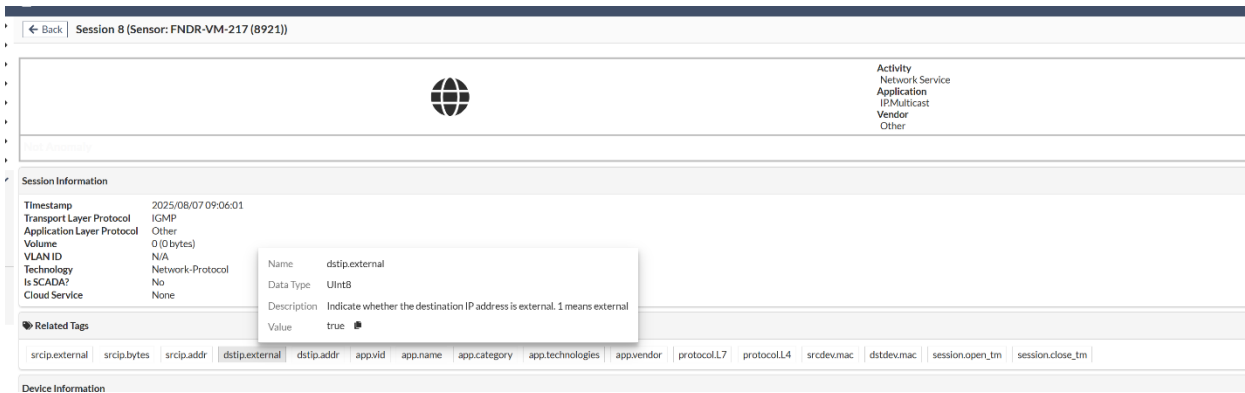 ← Back Session 8 (Sensor: FNDR-VM-217 (8921))
Activity
Network Service
Application
IP.Multicast
Vendor
Other
Session Information
Timestamp 2025/08/07 09:06:01
Transport Layer Protocol IGMP
Application Layer Protocol Other
Volume 0 (0 bytes)
VLAN ID N/A
Technology Network-Protocol
Is SCADA? No
Cloud Service None
Name dstip.external
Data Type UInt8
Description Indicate whether the destination IP address is external. 1 means external
Value true
Related Tags
srcip.external srcip.bytes srcip.addr dstip.external dstip.addr app.vid app.name app.category app.technologies app.vendor protocol.L7 protocol.L4 srcdev.mac dstdev.mac session.open_tm session.close_tm
Device Information